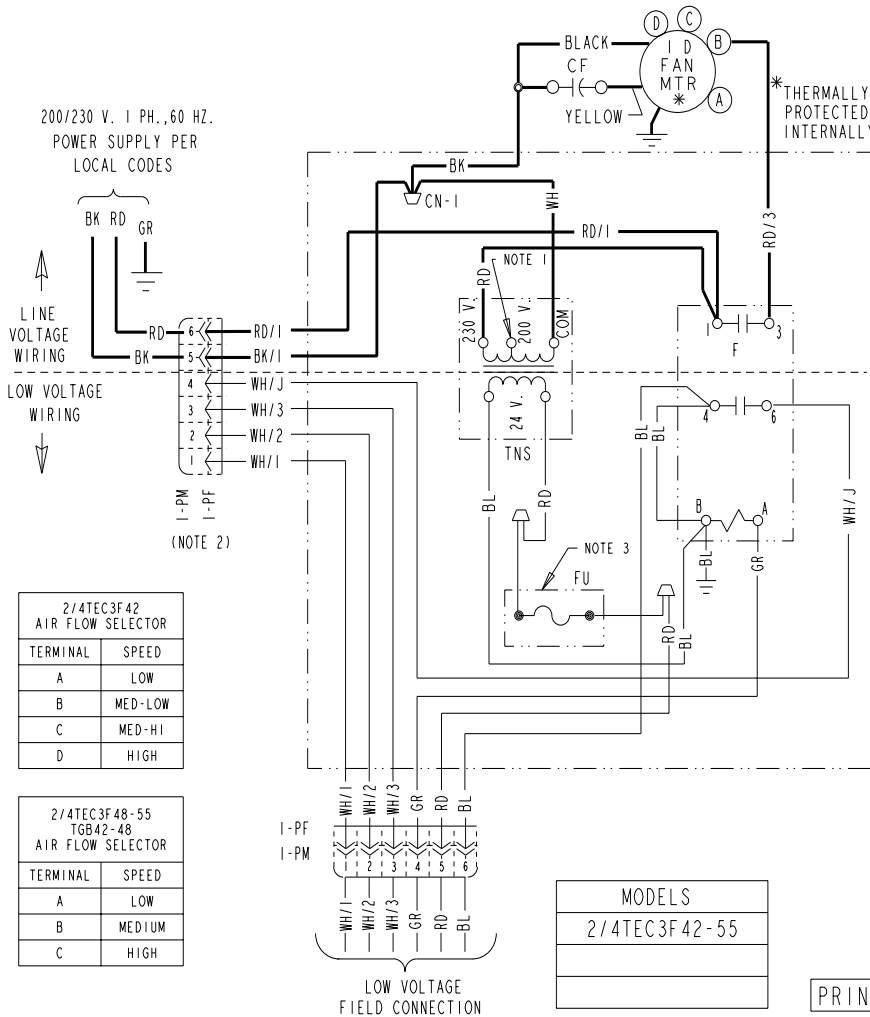 D
C
B
A
I D
FAN
MTR
*
BLACK
CF
YELLOW
* THERMALLY
PROTECTED
INTERNALLY
200/230 V. 1 PH.,60 HZ.
POWER SUPPLY PER
LOCAL CODES
BK RD GR
BK
CN-1
WH
RD/1
RD/3
RD
NOTE 1
LINE
VOLTAGE
WIRING
LOW VOLTAGE
WIRING
RD 6 RD/1
BK 5 BK/1
4 WH/J
3 WH/3
2 WH/2
1 WH/1
1-PM
1-PF
(NOTE 2)
230 V.
200 V.
COM
24 V.
TNS
1 3
F
4 6
B A
BL
BL
BL
GR
WH/J
BL
RD
NOTE 3
FU
RD
BL
2/4TEC3F42
AIR FLOW SELECTOR
TERMINAL SPEED
A LOW
B MED-LOW
C MED-HI
D HIGH
2/4TEC3F48-55
TGB42-48
AIR FLOW SELECTOR
TERMINAL SPEED
A LOW
B MEDIUM
C HIGH
WH/1 WH/2 WH/3 GR RD BL
1-PF
1-PM
1 2 3 4 5 6
WH/1 WH/2 WH/3 GR RD BL
LOW VOLTAGE
FIELD CONNECTION
MODELS
2/4TEC3F42-55
PRIN